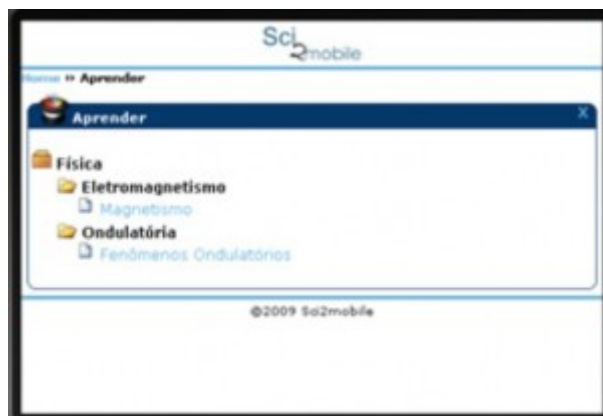 Sci2mobile
Home » Aprender
Aprender X
Física
Eletromagnetismo
Magnetismo
Ondulatória
Fenômenos Ondulatórios
©2009 Sci2mobile